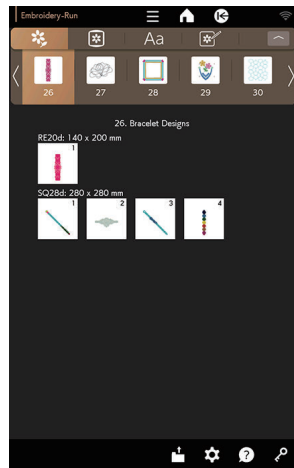 Embroidery-Run
Aa
26 27 28 29 30
26. Bracelet Designs
RE20d: 140 x 200 mm
1
SQ28d: 280 x 280 mm
1 2 3 4